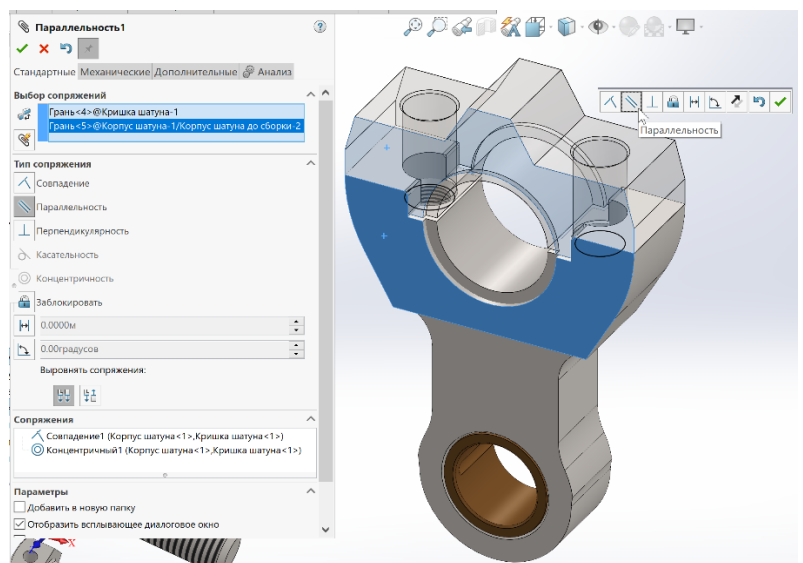 Параллельность1
Стандартные Механические Дополнительные Анализ
Выбор сопряжений
Грань<4>@Кришка шатуна-1
Грань<5>@Корпус шатуна-1/Корпус шатуна до сборки-2
Параллельность
Тип сопряжения
Совпадение
Параллельность
Перпендикулярность
Касательность
Концентричность
Заблокировать
0.0000м
0.00градусов
Выровнять сопряжения:
Сопряжения
Совпадение1 (Корпус шатуна<1>,Кришка шатуна<1>)
Концентричный1 (Корпус шатуна<1>,Кришка шатуна<1>)
Параметры
Добавить в новую папку
Отобразить всплывающее диалоговое окно
X